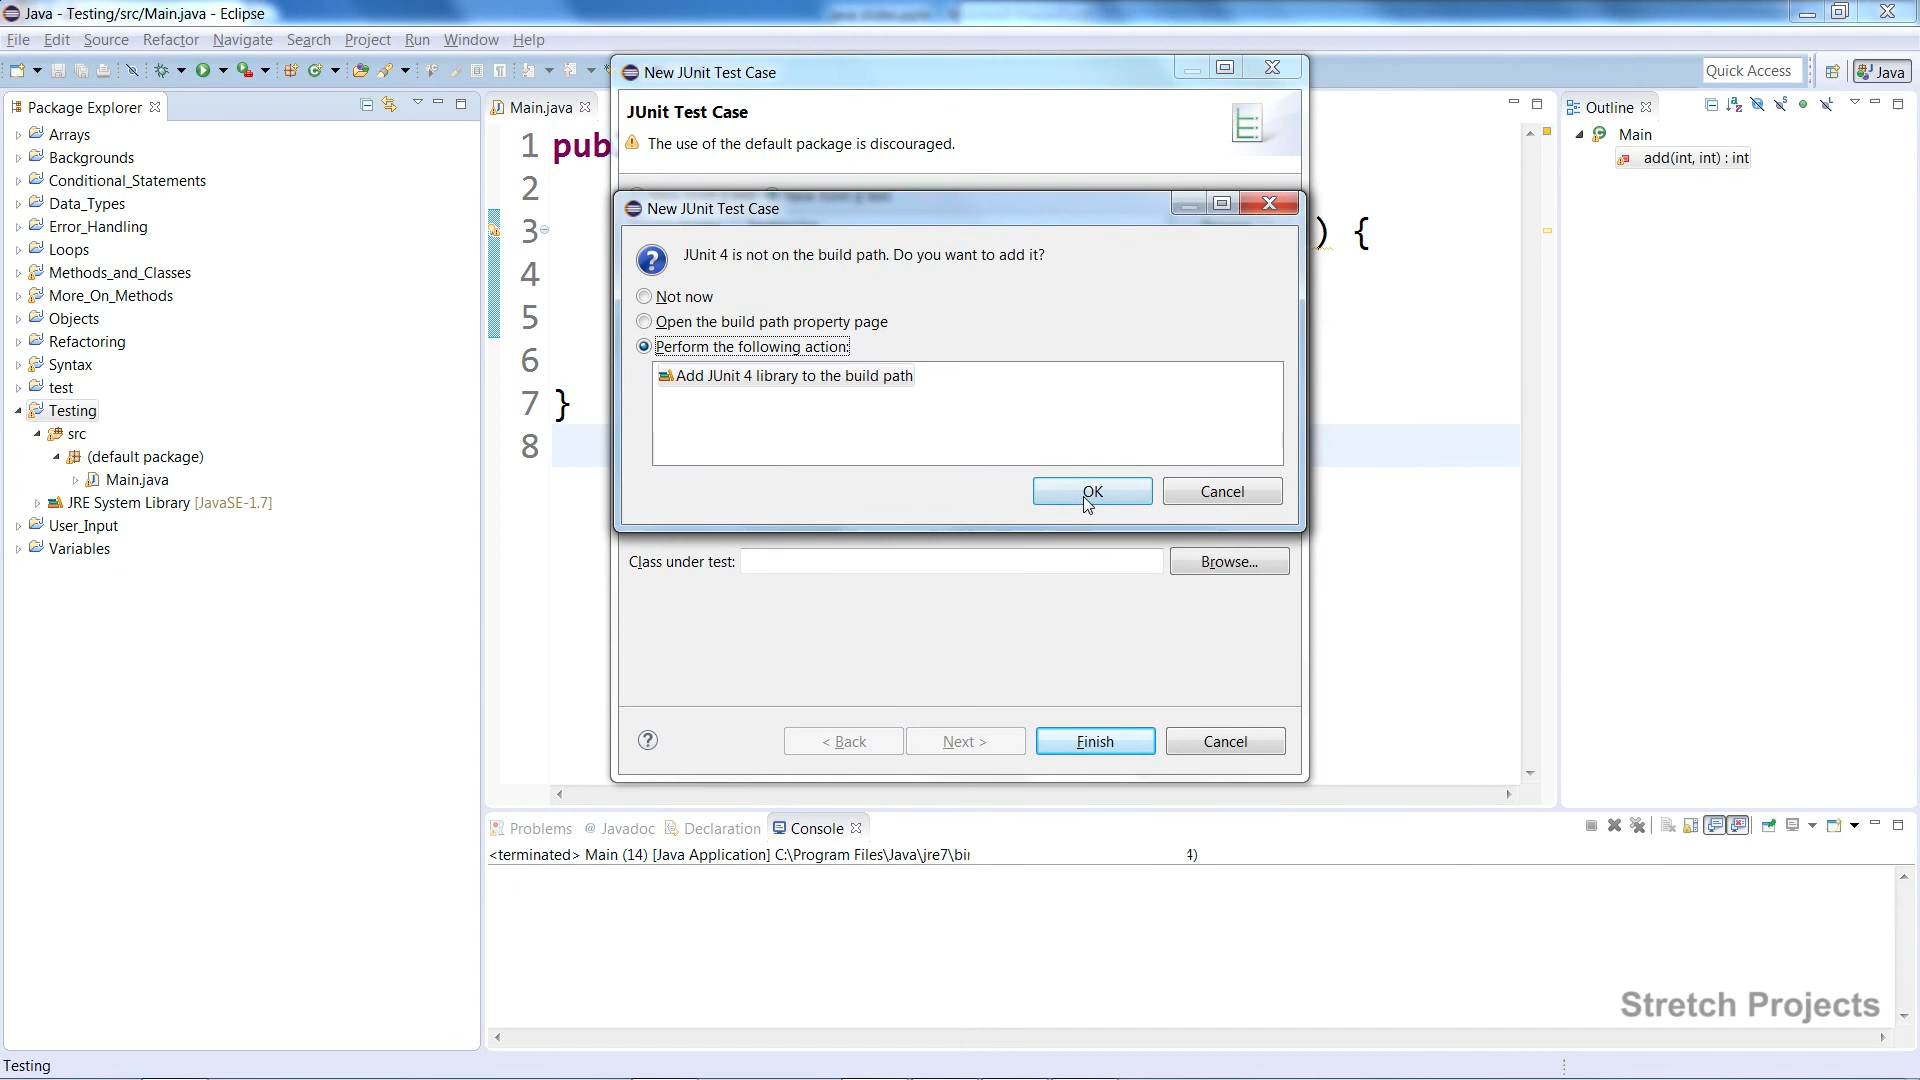 Java - Testing/src/Main.java - Eclipse
File Edit Source Refactor Navigate Search Project Run Window Help
Quick Access
Java
Package Explorer
Arrays
Backgrounds
Conditional_Statements
Data_Types
Error_Handling
Loops
Methods_and_Classes
More_On_Methods
Objects
Refactoring
Syntax
test
Testing
src
(default package)
Main.java
JRE System Library [JavaSE-1.7]
User_Input
Variables
Main.java
1 pub
2
3 ) {
4
5
6
7 }
8
New JUnit Test Case
JUnit Test Case
The use of the default package is discouraged.
New JUnit Test Case
JUnit 4 is not on the build path. Do you want to add it?
Not now
Open the build path property page
Perform the following action:
Add JUnit 4 library to the build path
OK Cancel
Class under test: Browse...
< Back Next > Finish Cancel
Outline
Main
add(int, int) : int
Problems @ Javadoc Declaration Console
<terminated> Main (14) [Java Application] C:\Program Files\Java\jre7\bin 4)
Stretch Projects
Testing